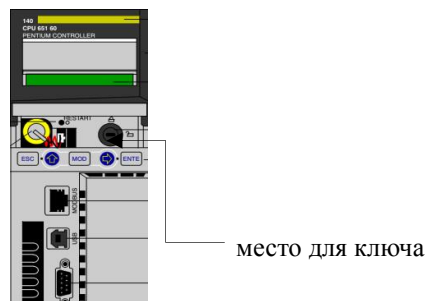 140
CPU 651 60
PENTIUM CONTROLLER
RESTART
ESC
MOD
ENTE
MODBUS
USB
место для ключа